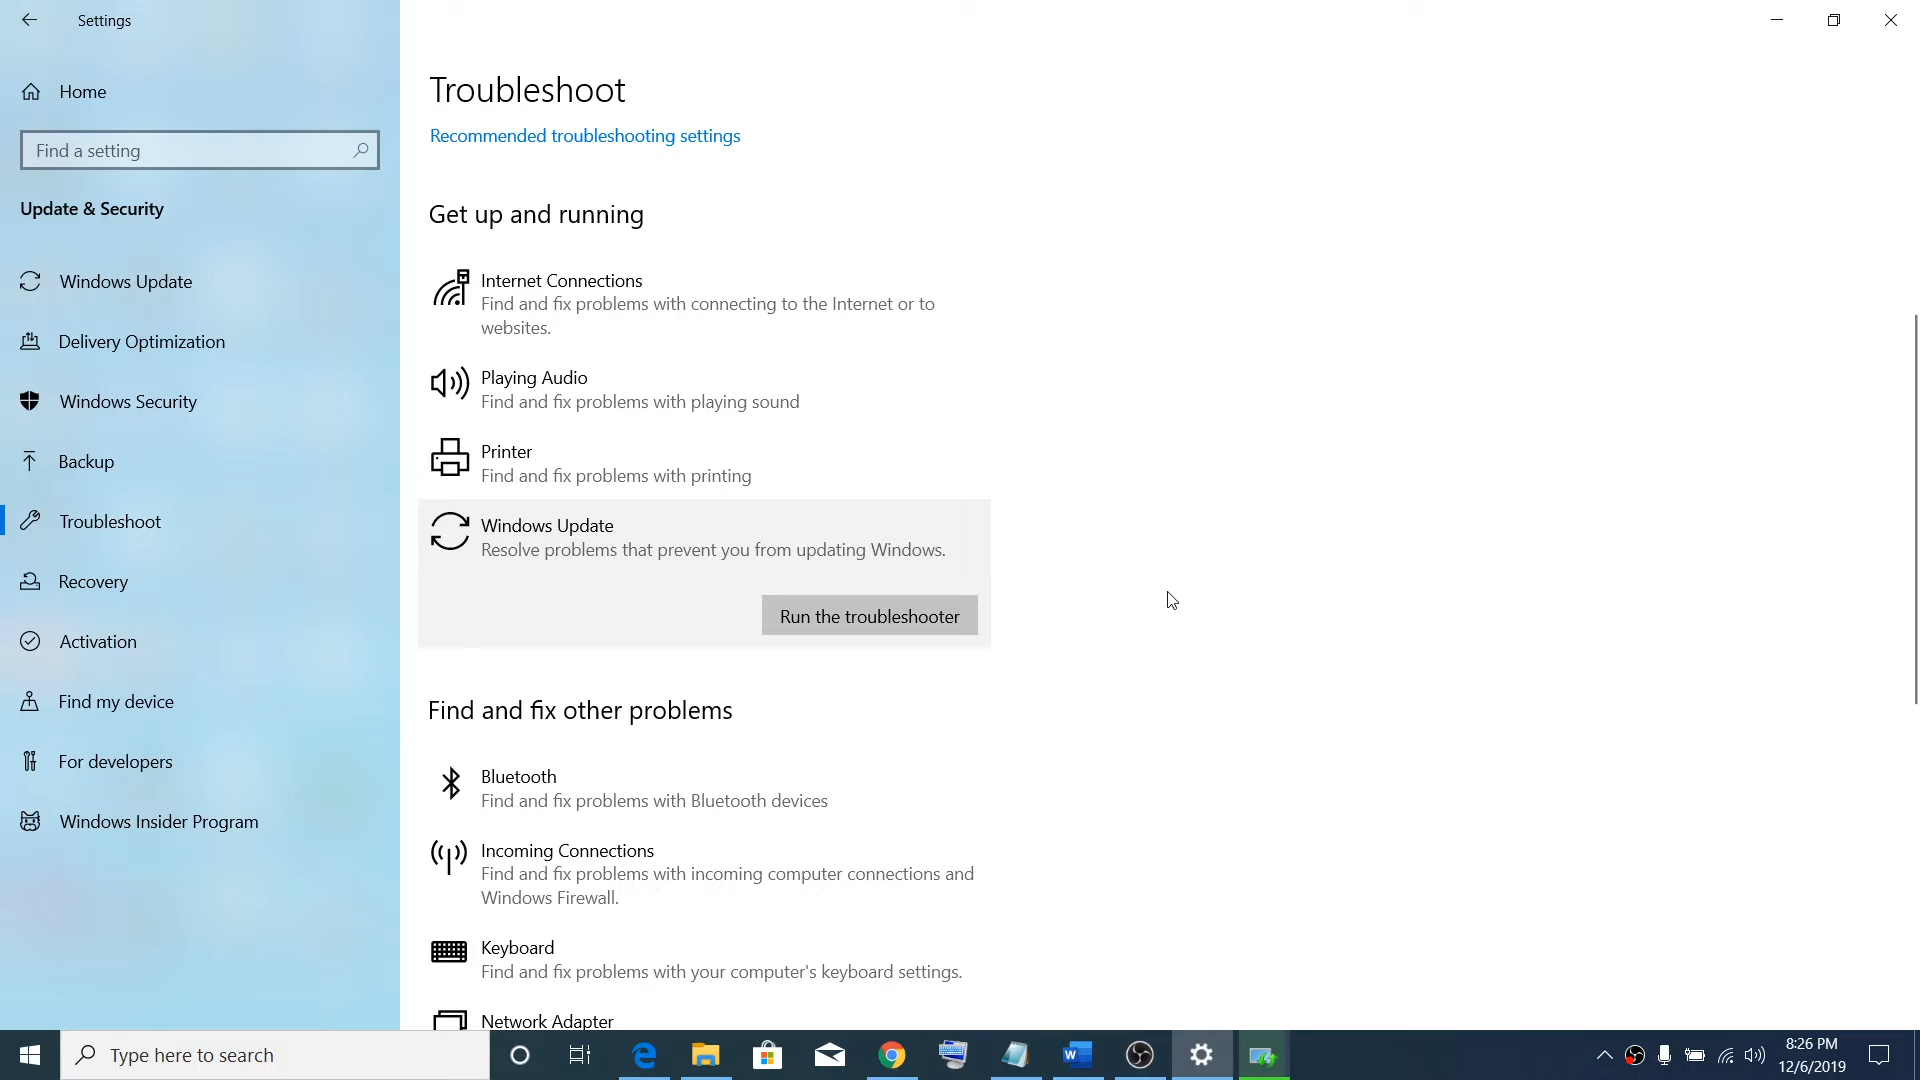 Settings
Home
Find a setting
Update & Security
Windows Update
Delivery Optimization
Windows Security
Backup
Troubleshoot
Recovery
Activation
Find my device
For developers
Windows Insider Program
Troubleshoot
Recommended troubleshooting settings
Get up and running
Internet Connections
Find and fix problems with connecting to the Internet or to
websites.
Playing Audio
Find and fix problems with playing sound
Printer
Find and fix problems with printing
Windows Update
Resolve problems that prevent you from updating Windows.
Run the troubleshooter
Find and fix other problems
Bluetooth
Find and fix problems with Bluetooth devices
Incoming Connections
Find and fix problems with incoming computer connections and
Windows Firewall.
Keyboard
Find and fix problems with your computer's keyboard settings.
Network Adapter
Type here to search
8:26 PM
12/6/2019